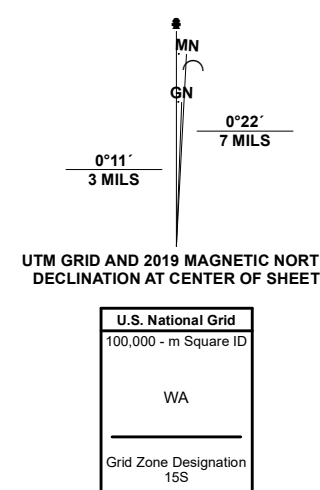 MN
GN
0°22´
7 MILS
0°11´
3 MILS
UTM GRID AND 2019 MAGNETIC NORT
DECLINATION AT CENTER OF SHEET
U.S. National Grid
100,000 - m Square ID
WA
Grid Zone Designation
15S